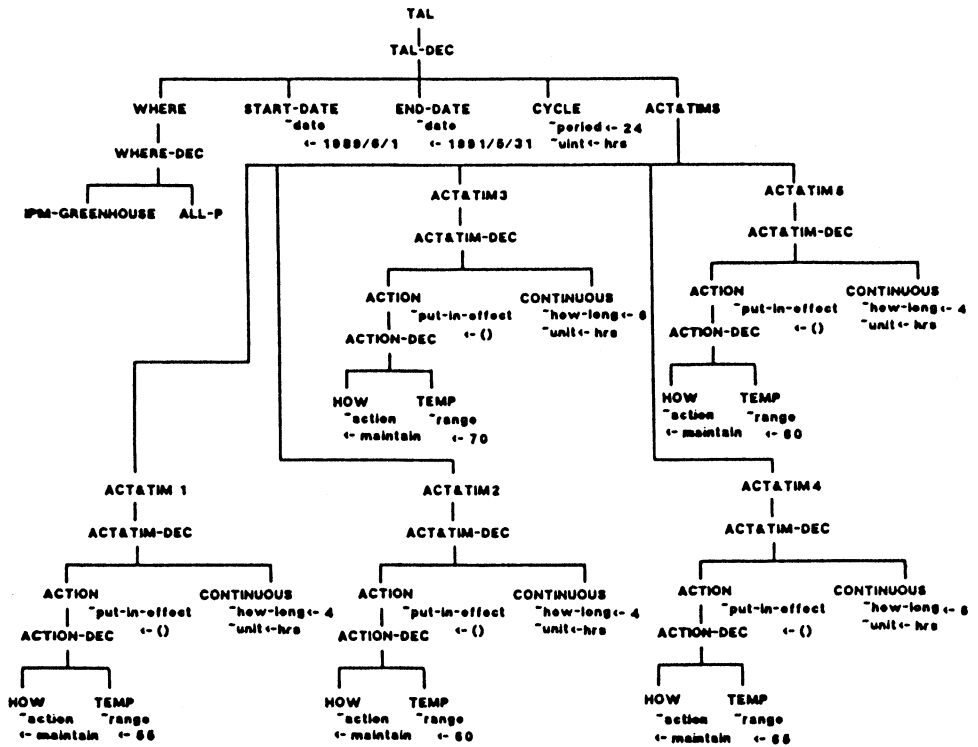 TAL
TAL-DEC
WHERE START-DATE END-DATE CYCLE ACT&TIMS
~date ~date ~period<-24
<- 1989/6/1 <- 1991/5/31 ~uint<-hrs
WHERE-DEC
IPM-GREENHOUSE ALL-P
ACT&TIM3 ACT&TIM5
ACT&TIM-DEC ACT&TIM-DEC
ACTION CONTINUOUS ACTION CONTINUOUS
~put-in-effect ~how-long<-6 ~put-in-effect ~how-long<-4
<-() ~unit<-hrs <-() ~unit<-hrs
ACTION-DEC ACTION-DEC
HOW TEMP HOW TEMP
~action ~range ~action ~range
<-maintain <-70 <-maintain <-60
ACT&TIM 1 ACT&TIM2 ACT&TIM4
ACT&TIM-DEC ACT&TIM-DEC ACT&TIM-DEC
ACTION CONTINUOUS ACTION CONTINUOUS ACTION CONTINUOUS
~put-in-effect ~how-long<-4 ~put-in-effect ~how-long<-4 ~put-in-effect ~how-long<-6
<-() ~unit<-hrs <-() ~unit<-hrs <-() ~unit<-hrs
ACTION-DEC ACTION-DEC ACTION-DEC
HOW TEMP HOW TEMP HOW TEMP
~action ~range ~action ~range ~action ~range
<-maintain <-55 <-maintain <-60 <-maintain <-65